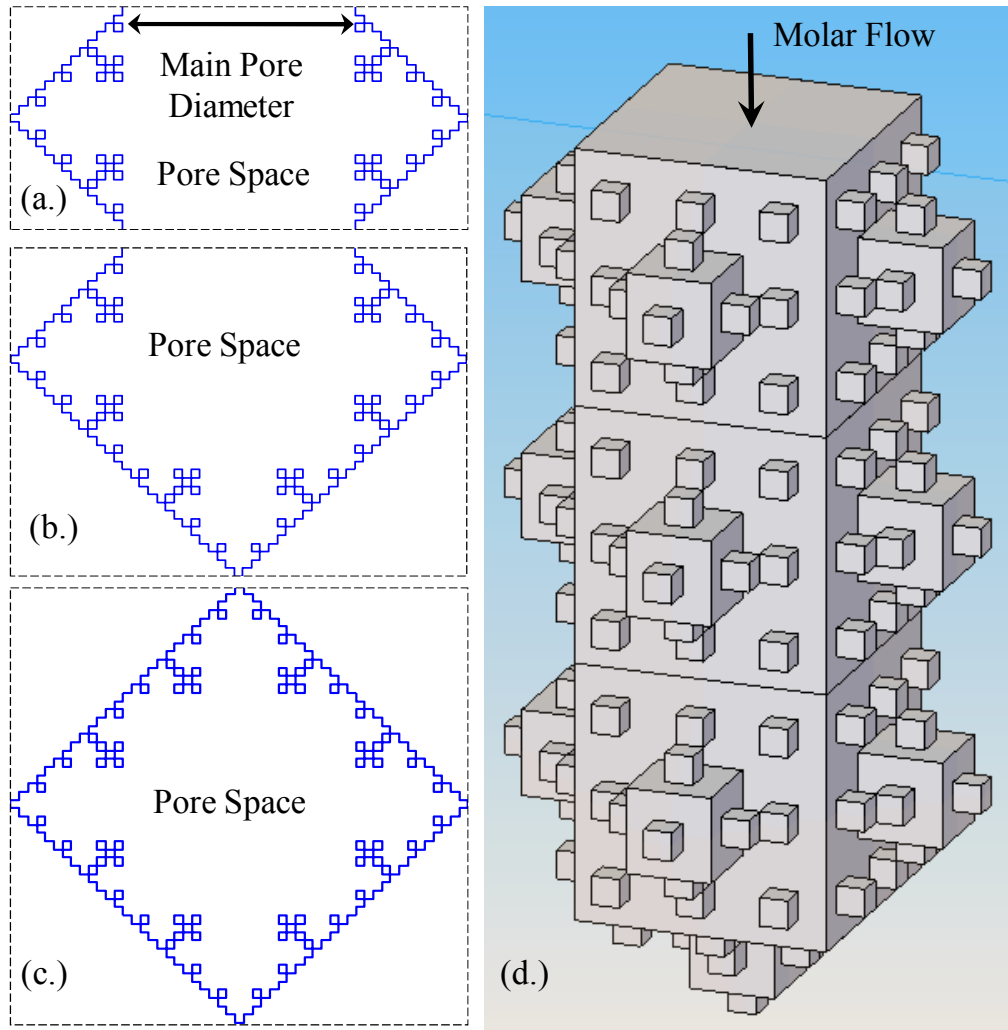 Main Pore
Diameter
Pore Space
(a.)
Pore Space
(b.)
Pore Space
(c.)
Molar Flow
(d.)